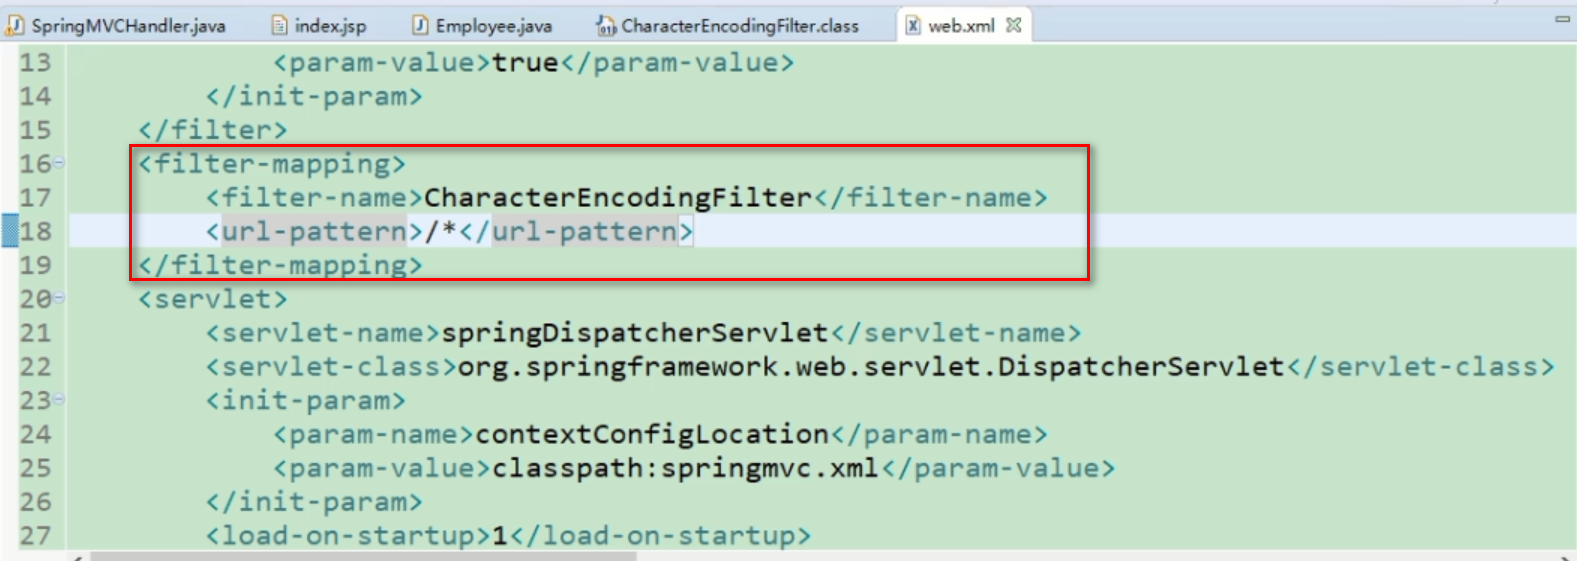 SpringMVCHandler.java index.jsp Employee.java CharacterEncodingFilter.class web.xml
13 <param-value>true</param-value>
14 </init-param>
15 </filter>
16 <filter-mapping>
17 <filter-name>CharacterEncodingFilter</filter-name>
18 <url-pattern>/*</url-pattern>
19 </filter-mapping>
20 <servlet>
21 <servlet-name>springDispatcherServlet</servlet-name>
22 <servlet-class>org.springframework.web.servlet.DispatcherServlet</servlet-class>
23 <init-param>
24 <param-name>contextConfigLocation</param-name>
25 <param-value>classpath:springmvc.xml</param-value>
26 </init-param>
27 <load-on-startup>1</load-on-startup>